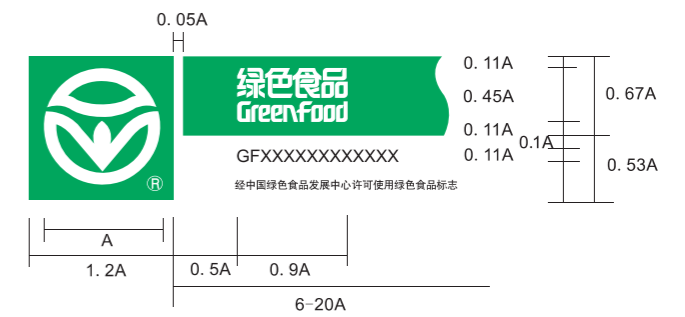 0. 05A
绿色食品
Greenfood
®
GFXXXXXXXXXXXX
经中国绿色食品发展中心许可使用绿色食品标志
0. 11A
0. 45A
0. 11A
0.1A
0. 11A
0. 67A
0. 53A
A
1. 2A
0. 5A
0. 9A
6-20A